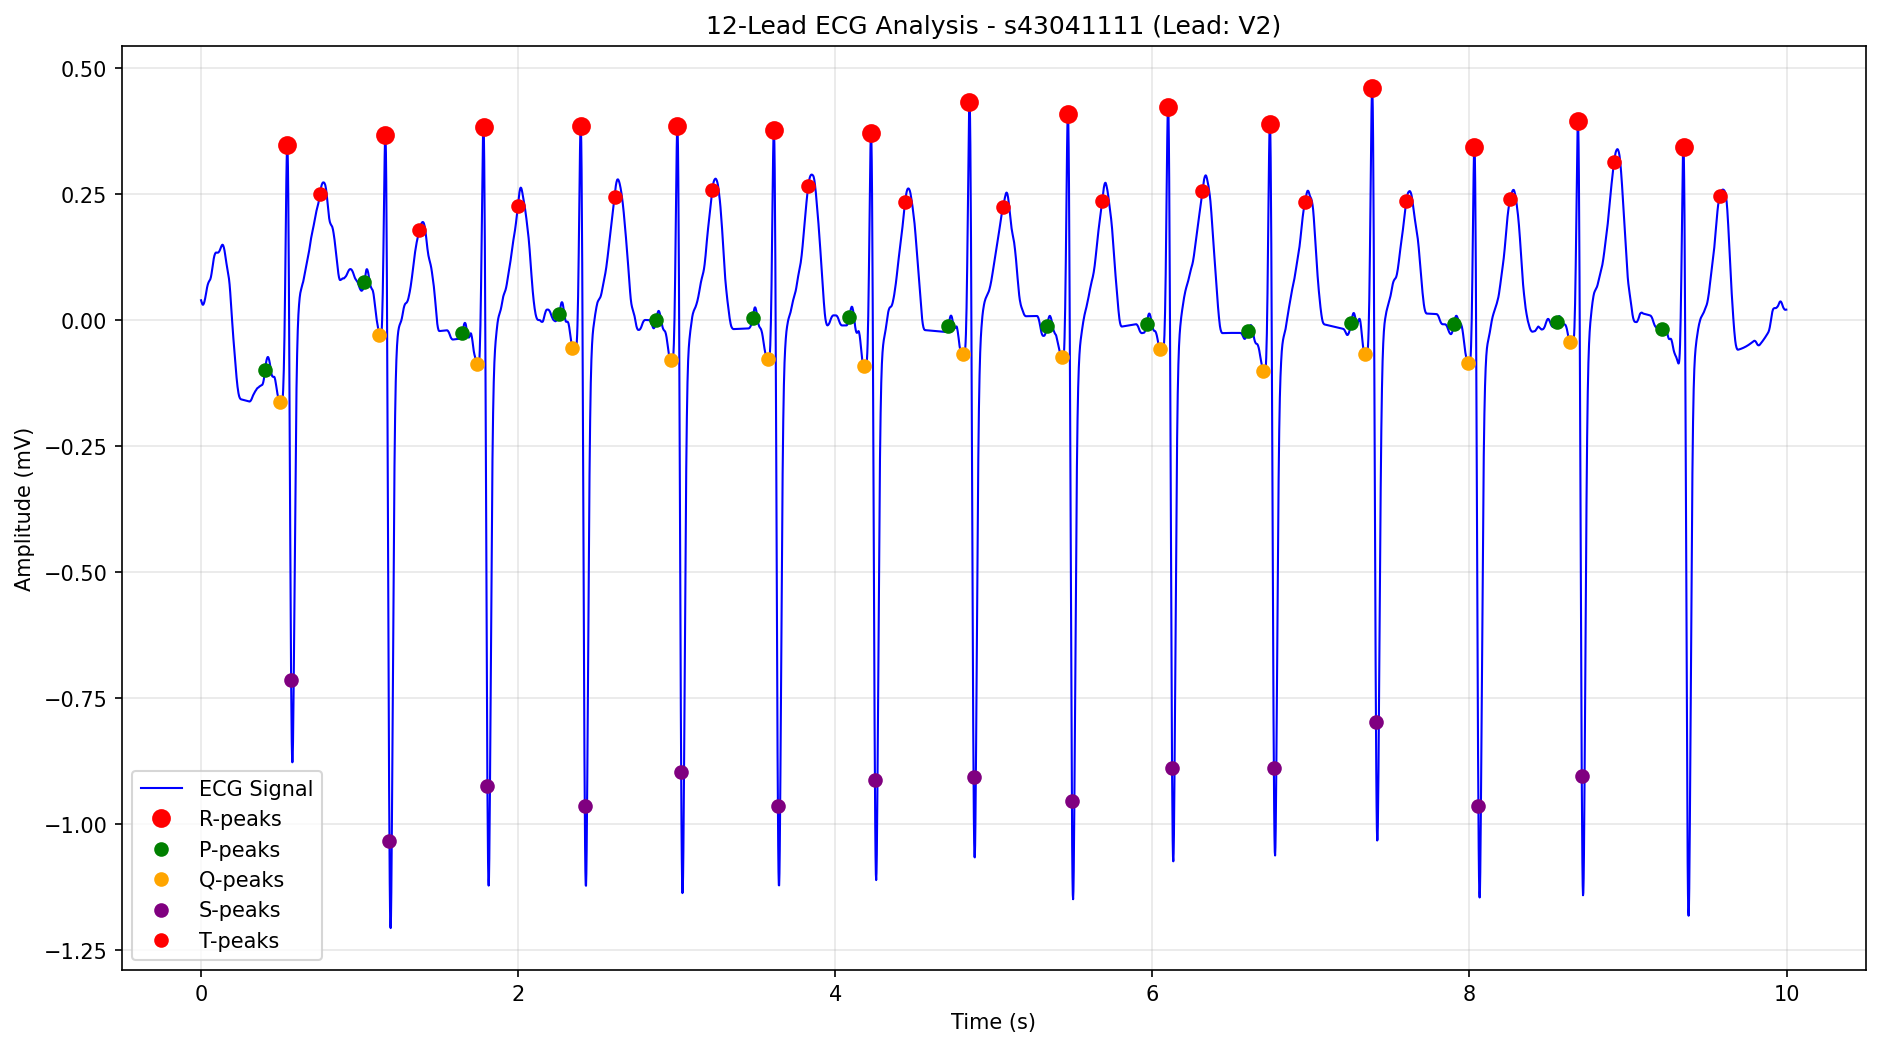 12-Lead ECG Analysis - s43041111 (Lead: V2)
0.50
0.25
0.00
−0.25
−0.50
−0.75
−1.00
−1.25
Amplitude (mV)
ECG Signal
R-peaks
P-peaks
Q-peaks
S-peaks
T-peaks
0 2 4 6 8 10
Time (s)